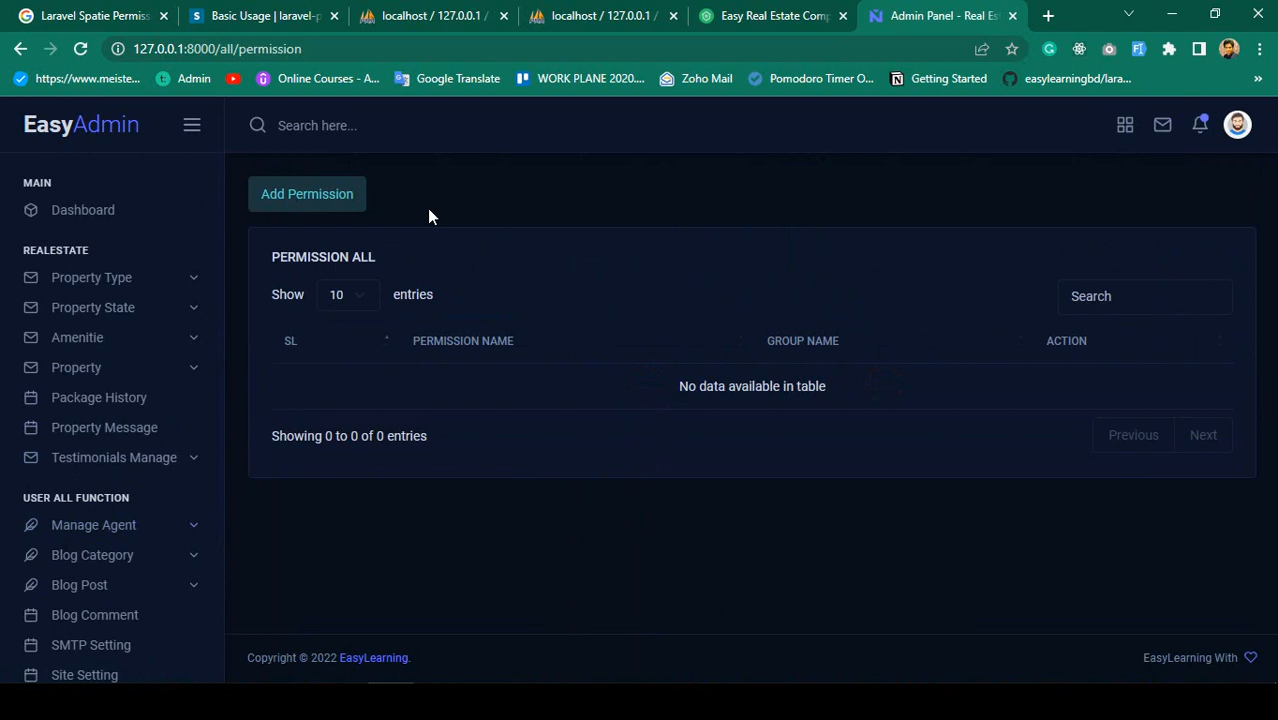 Laravel Spatie Permiss
Basic Usage | laravel-p
localhost / 127.0.0.1 /
localhost / 127.0.0.1 /
Easy Real Estate Comp
Admin Panel - Real Es
127.0.0.1:8000/all/permission
https://www.meiste...
Admin
Online Courses - A...
Google Translate
WORK PLANE 2020....
Zoho Mail
Pomodoro Timer O...
Getting Started
easylearningbd/lara...
EasyAdmin
Search here...
MAIN
Dashboard
REALESTATE
Property Type
Property State
Amenitie
Property
Package History
Property Message
Testimonials Manage
USER ALL FUNCTION
Manage Agent
Blog Category
Blog Post
Blog Comment
SMTP Setting
Site Setting
Add Permission
PERMISSION ALL
Show 10 entries
Search
SL PERMISSION NAME GROUP NAME ACTION
No data available in table
Showing 0 to 0 of 0 entries
Previous Next
Copyright © 2022 EasyLearning.
EasyLearning With